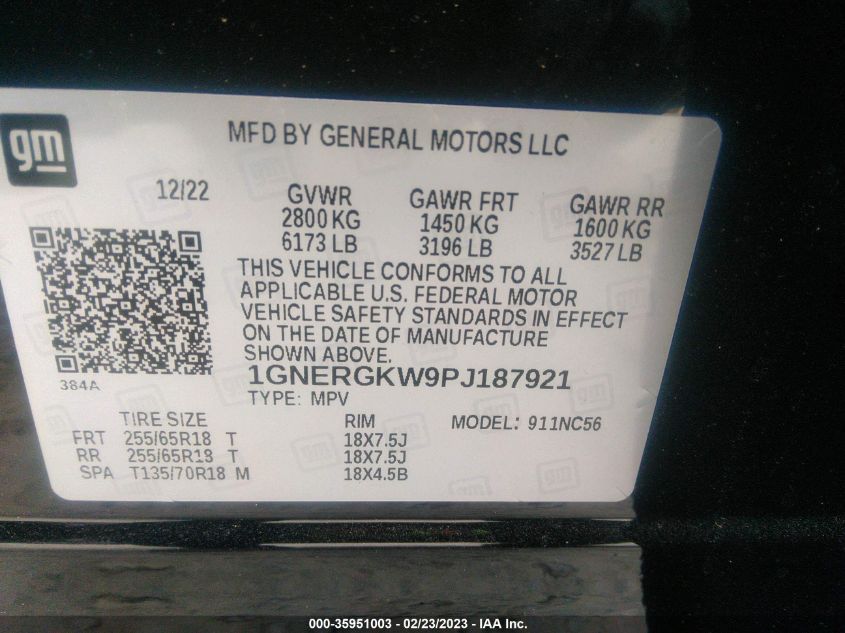 gm
MFD BY GENERAL MOTORS LLC
12/22
GVWR
2800 KG
6173 LB
GAWR FRT
1450 KG
3196 LB
GAWR RR
1600 KG
3527 LB
THIS VEHICLE CONFORMS TO ALL
APPLICABLE U.S. FEDERAL MOTOR
VEHICLE SAFETY STANDARDS IN EFFECT
ON THE DATE OF MANUFACTURE
SHOWN ABOVE.
384A
1GNERGKW9PJ187921
TYPE: MPV
TIRE SIZE RIM MODEL: 911NC56
FRT 255/65R18 T 18X7.5J
RR 255/65R18 T 18X7.5J
SPA T135/70R18 M 18X4.5B
000-35951003 - 02/23/2023 - IAA Inc.